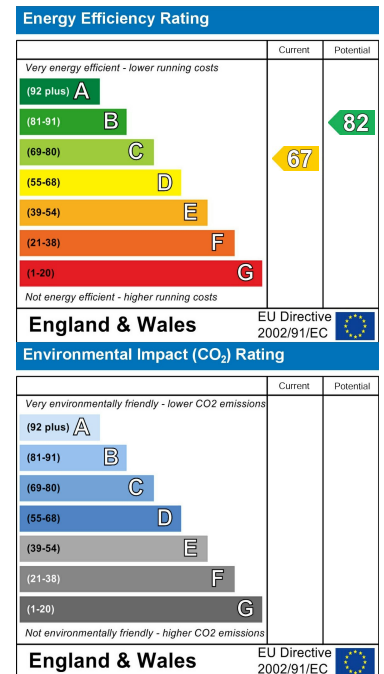 Energy Efficiency Rating
Current Potential
Very energy efficient - lower running costs
(92 plus) A
(81-91) B
82
(69-80) C
67
(55-68) D
(39-54) E
(21-38) F
(1-20) G
Not energy efficient - higher running costs
England & Wales
EU Directive
2002/91/EC
Environmental Impact (CO₂) Rating
Current Potential
Very environmentally friendly - lower CO2 emissions
(92 plus) A
(81-91) B
(69-80) C
(55-68) D
(39-54) E
(21-38) F
(1-20) G
Not environmentally friendly - higher CO2 emissions
England & Wales
EU Directive
2002/91/EC